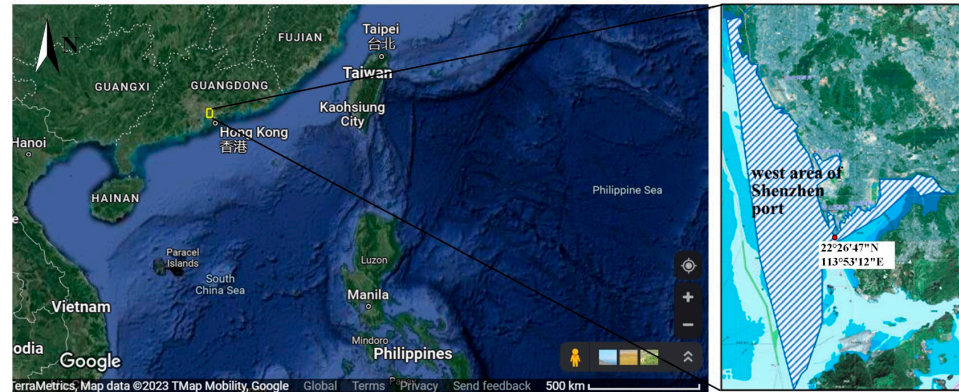 N
Taipei
台北
FUJIAN
Taiwan
GUANGXI
GUANGDONG
Kaohsiung
City
Hong Kong
香港
Hanoi
HAINAN
Philippine Sea
Paracel
Islands
South
China Sea
Luzon
Vietnam
Manila
Mindoro
Philippines
odia
Google
TerraMetrics, Map data ©2023 TMap Mobility, Google Global Terms Privacy Send feedback 500 km
west area of
Shenzhen
port
22°26'47"N
113°53'12"E